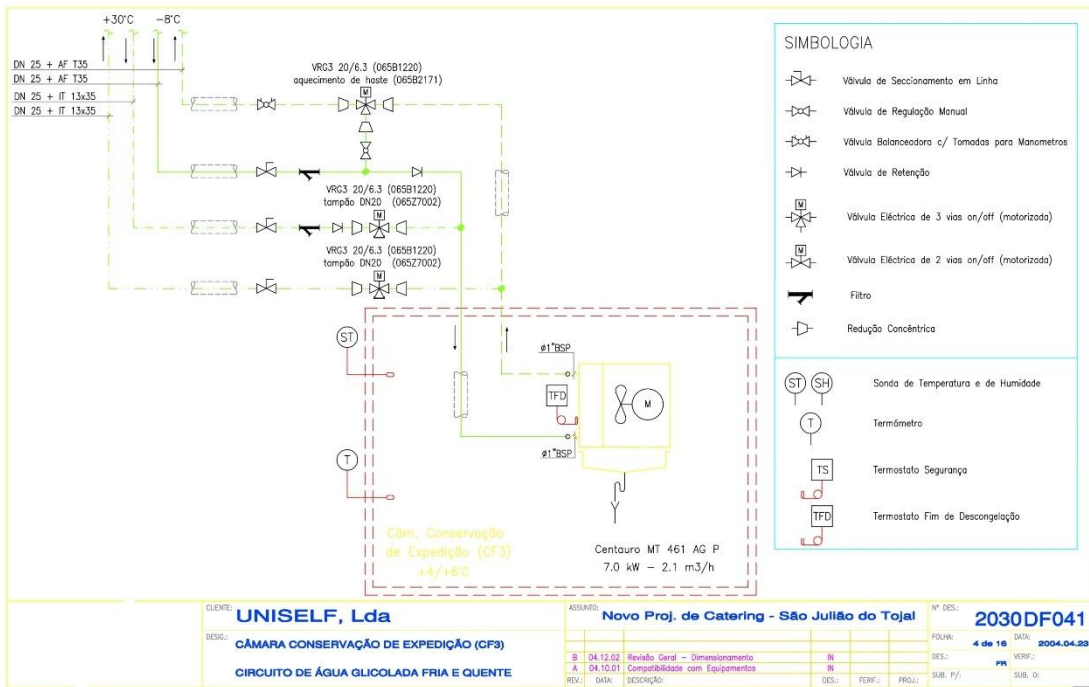 +30°C -8°C
DN 25 + AF T35
DN 25 + AF T35
DN 25 + IT 13x35
DN 25 + IT 13x35
VRG3 20/6.3 (065B1220)
aquecimento de haste (065B2171)
M
VRG3 20/6.3 (065B1220)
tampão DN20 (065Z7002)
M
VRG3 20/6.3 (065B1220)
tampão DN20 (065Z7002)
M
ST
T
ø1"BSP
TFD
M
ø1"BSP
Câm. Conservação
de Expedição (CF3)
+4/+6°C
Centauro MT 461 AG P
7.0 kW – 2.1 m3/h
SIMBOLOGIA
Válvula de Seccionamento em Linha
Válvula de Regulação Manual
Válvula Balanceadora c/ Tomadas para Manometros
Válvula de Retenção
M Válvula Eléctrica de 3 vias on/off (motorizada)
M Válvula Eléctrica de 2 vias on/off (motorizada)
Filtro
Redução Concêntrica
ST SH Sonda de Temperatura e de Humidade
T Termómetro
TS Termostato Segurança
TFD Termostato Fim de Descongelação
CLIENTE: UNISELF, Lda
DESIG.: CÂMARA CONSERVAÇÃO DE EXPEDIÇÃO (CF3)
CIRCUITO DE ÁGUA GLICOLADA FRIA E QUENTE
ASSUNTO: Novo Proj. de Catering - São Julião do Tojal
B 04.12.02 Revisão Geral – Dimensionamento IN
A 04.10.01 Compatibilidade com Equipamentos IN
REV.: DATA: DESCRIÇÃO: DES.: FERIF.: PROJ.:
Nº DES.: 2030DF041
FOLHA: 4 de 16 DATA: 2004.04.23
DES.: FR VERIF.:
SUB. P/: SUB. O: